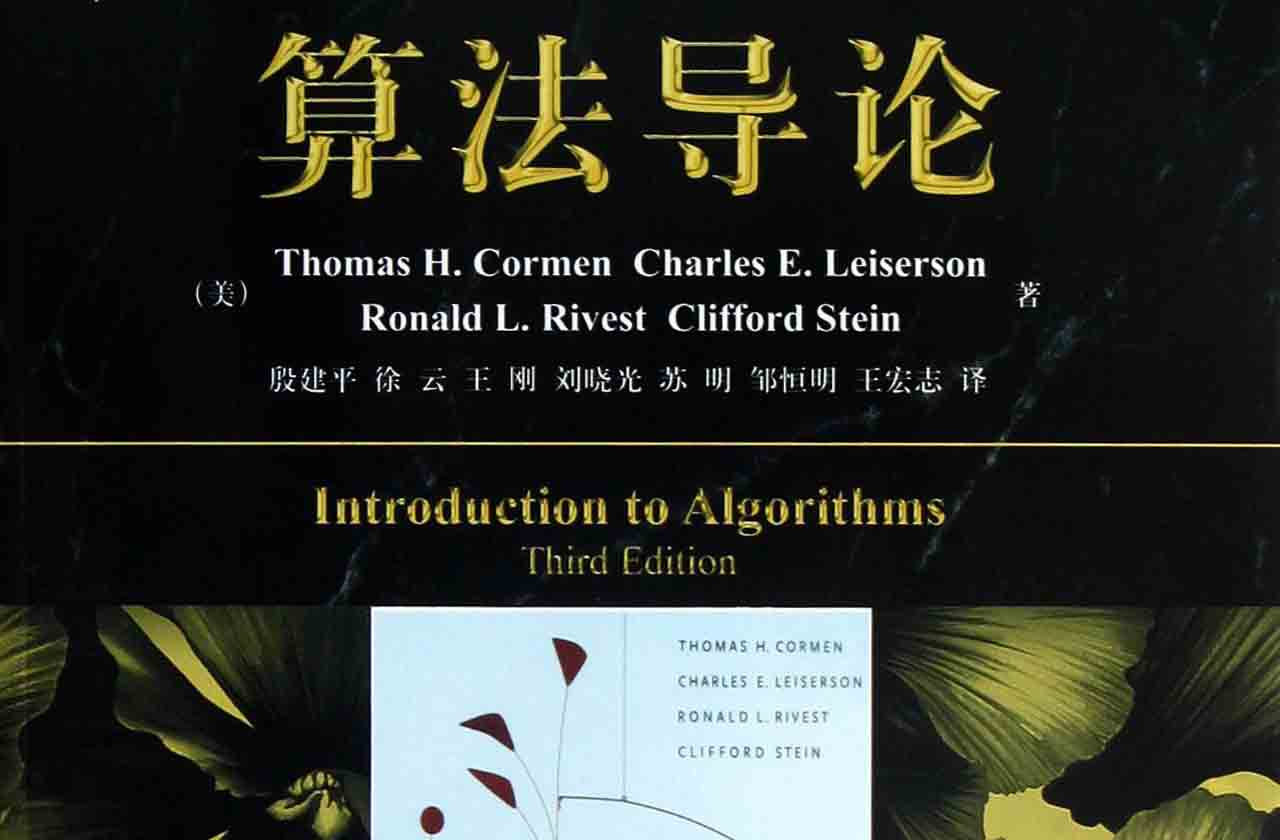 算法导论
Thomas H. Cormen Charles E. Leiserson
（美）
著
Ronald L. Rivest Clifford Stein
殷建平 徐云 王刚 刘晓光 苏明 邹恒明 王宏志 译
Introduction to Algorithms
Third Edition
THOMAS H. CORMEN
CHARLES E. LEISERSON
RONALD L. RIVEST
CLIFFORD STEIN